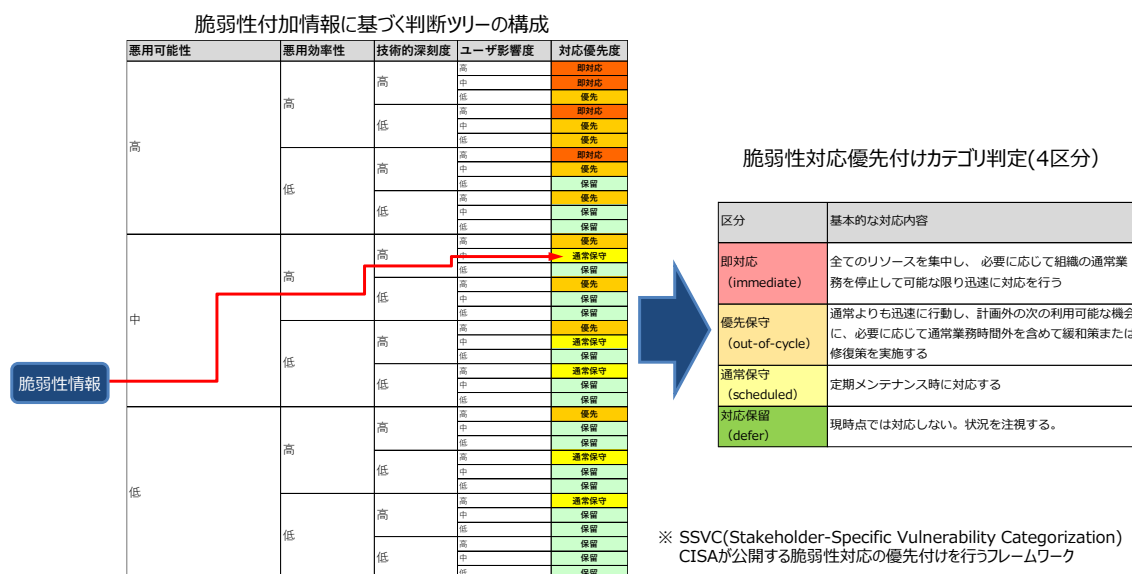 脆弱性付加情報に基づく判断ツリーの構成
悪用可能性 悪用効率性 技術的深刻度 ユーザ影響度 対応優先度
高 高 高 高 即対応
中 即対応
低 優先
低 高 即対応
中 優先
低 優先
低 高 高 即対応
中 優先
低 保留
低 高 優先
中 保留
低 保留
中 高 高 高 優先
中 通常保守
低 保留
低 高 優先
中 保留
低 保留
低 高 高 優先
中 通常保守
低 保留
低 高 通常保守
中 保留
低 保留
低 高 高 高 優先
中 保留
低 保留
低 高 通常保守
中 保留
低 保留
低 高 高 通常保守
中 保留
低 保留
低 高 保留
中 保留
低 保留
脆弱性情報
脆弱性対応優先付けカテゴリ判定(4区分)
区分 基本的な対応内容
即対応
(immediate)
全てのリソースを集中し、 必要に応じて組織の通常業
務を停止して可能な限り迅速に対応を行う
優先保守
(out-of-cycle)
通常よりも迅速に行動し、計画外の次の利用可能な機会
に、必要に応じて通常業務時間外を含めて緩和策または
修復策を実施する
通常保守
(scheduled)
定期メンテナンス時に対応する
対応保留
(defer)
現時点では対応しない。状況を注視する。
※ SSVC(Stakeholder-Specific Vulnerability Categorization)
CISAが公開する脆弱性対応の優先付けを行うフレームワーク